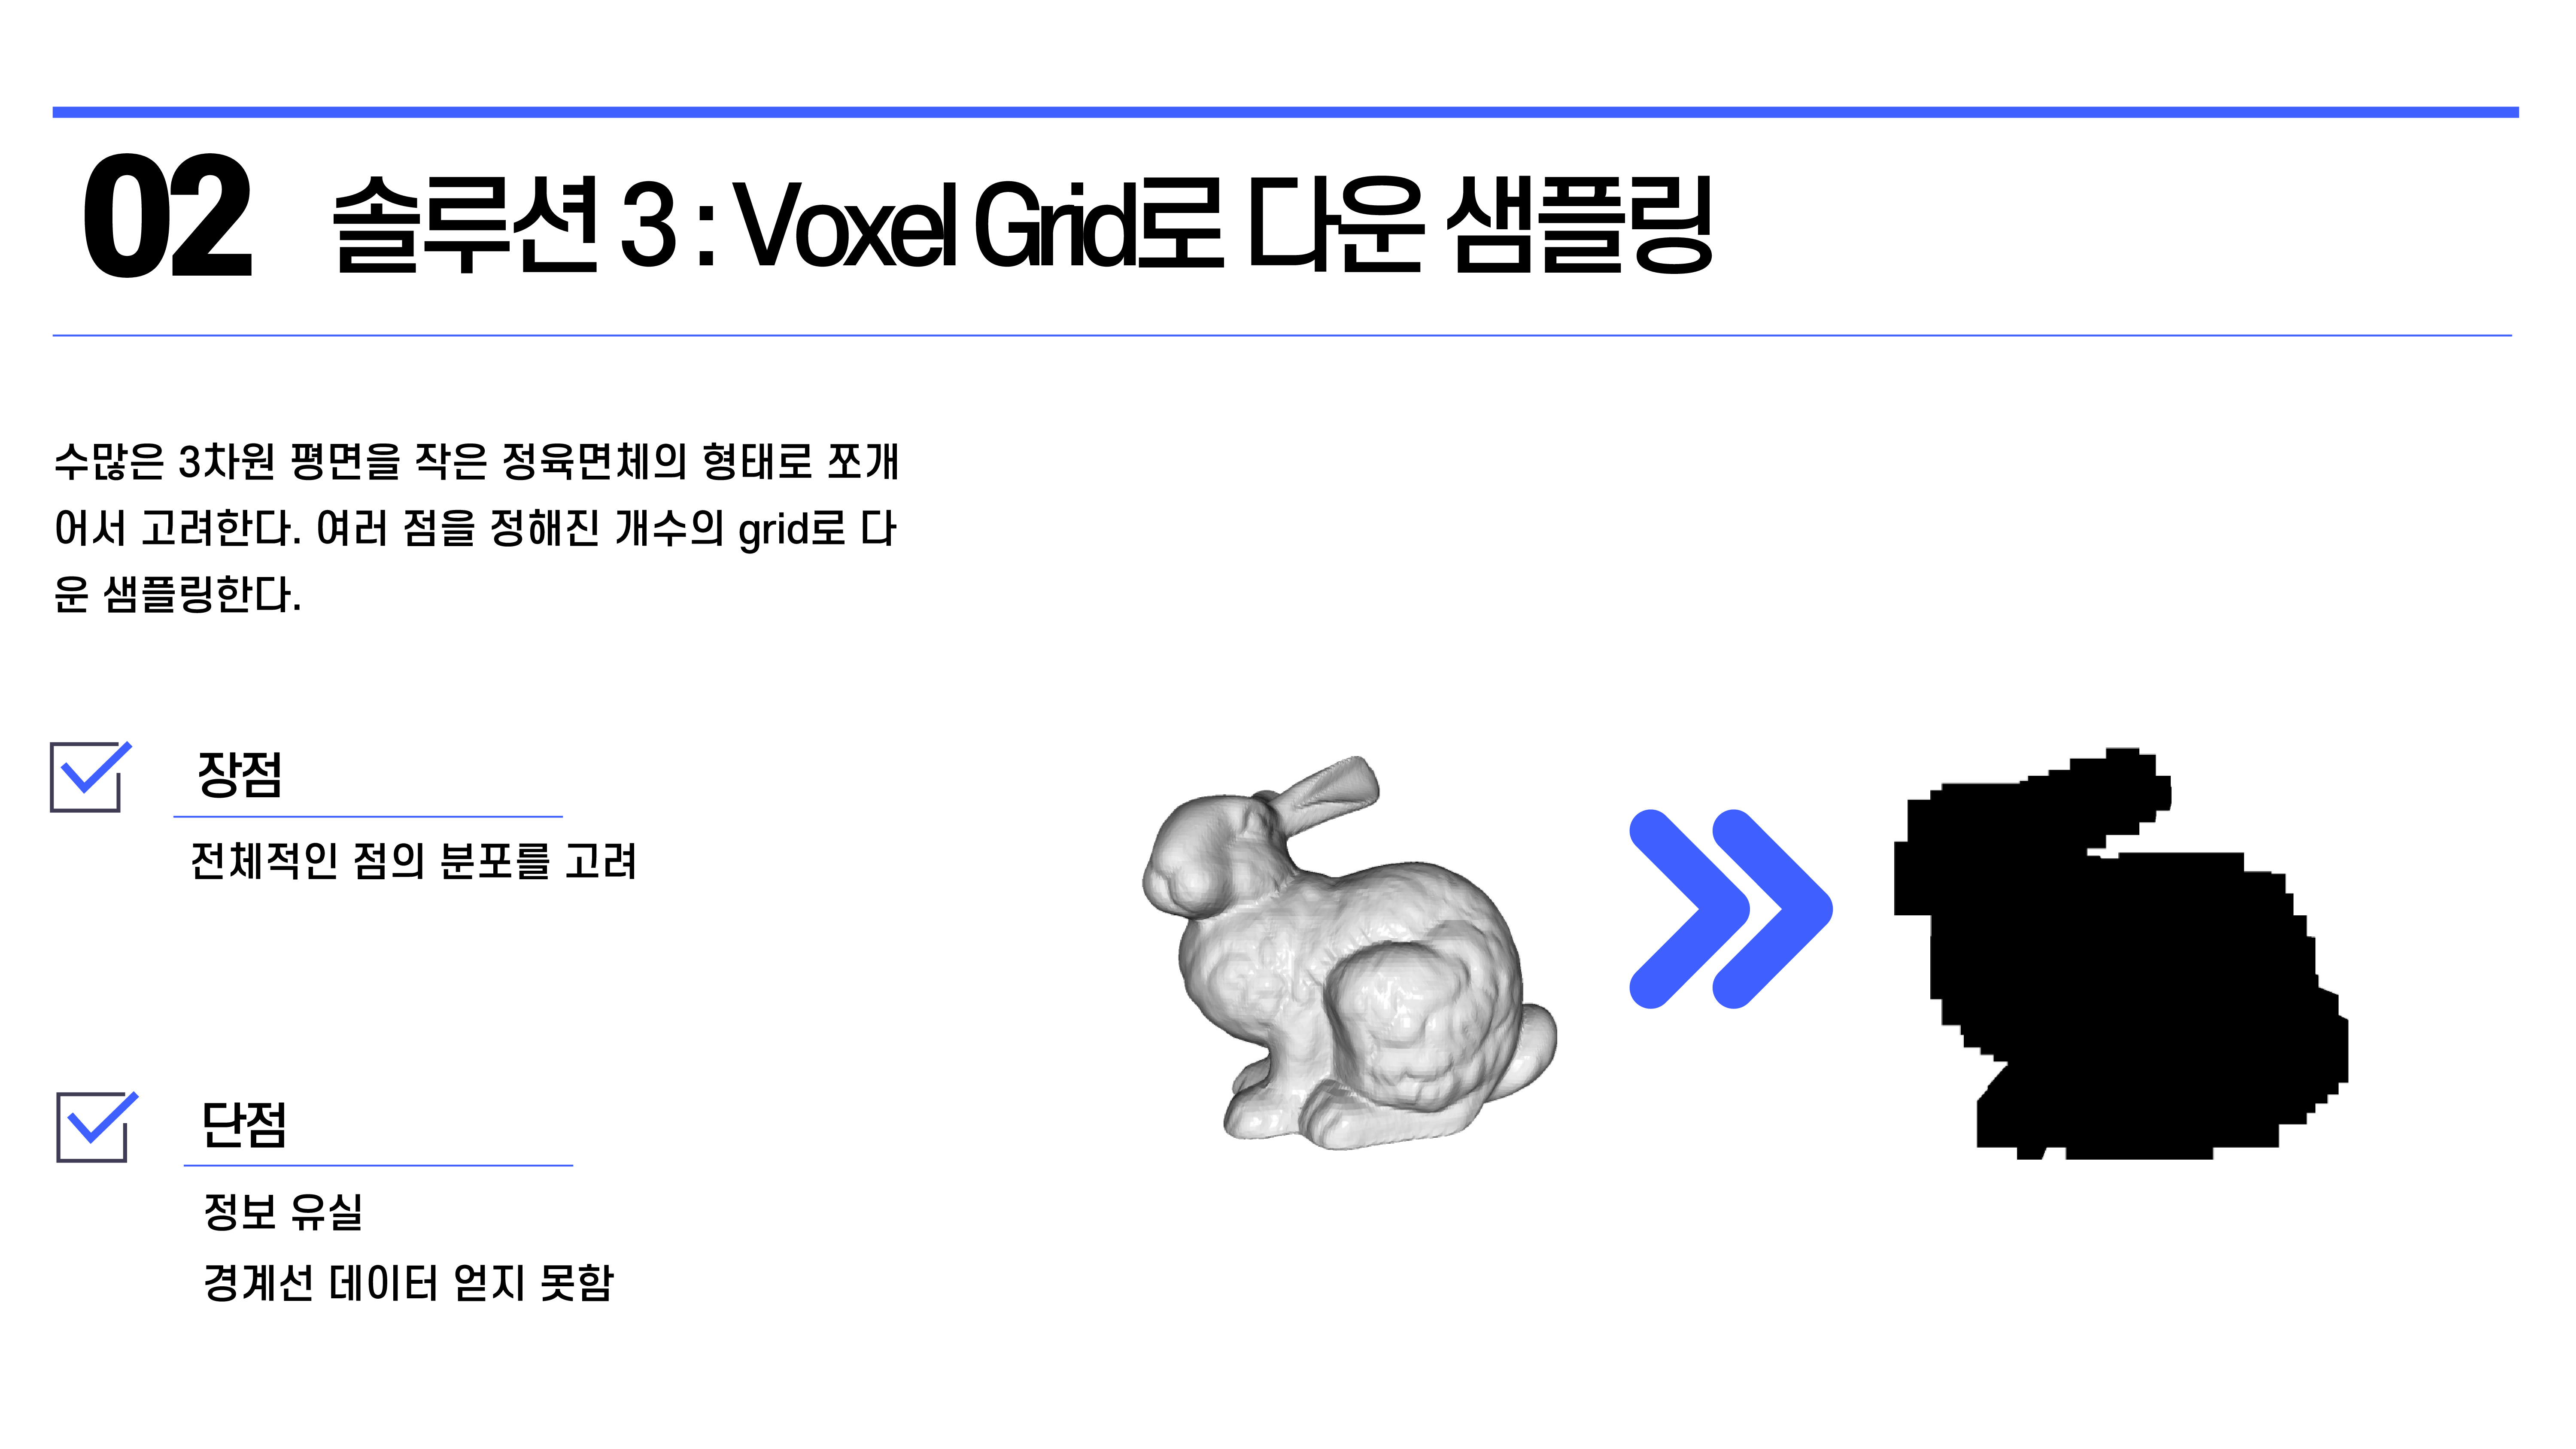 02 솔루션 3 : Voxel Grid로 다운 샘플링
수많은 3차원 평면을 작은 정육면체의 형태로 쪼개
어서 고려한다. 여러 점을 정해진 개수의 grid로 다
운 샘플링한다.
장점
전체적인 점의 분포를 고려
단점
정보 유실
경계선 데이터 얻지 못함